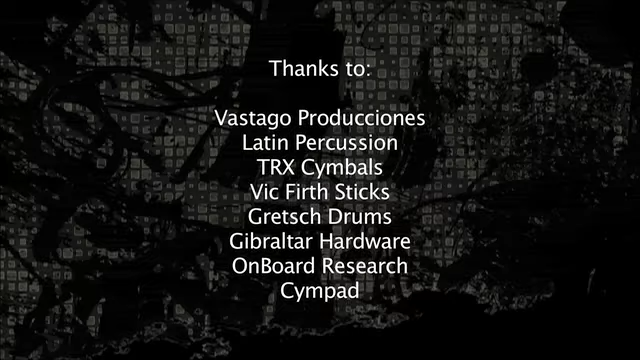 Thanks to:
Vastago Producciones
Latin Percussion
TRX Cymbals
Vic Firth Sticks
Gretsch Drums
Gibraltar Hardware
OnBoard Research
Cympad